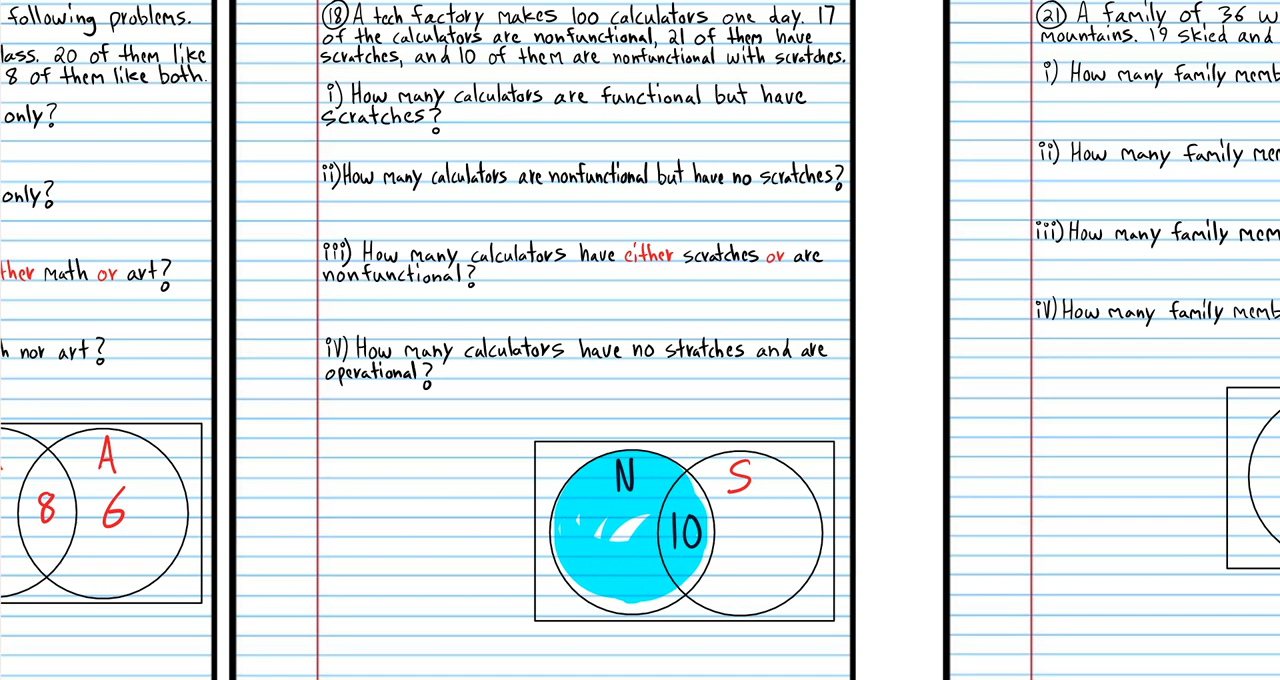 following problems.
lass. 20 of them like
8 of them like both.
only?
only?
ther math or art?
h nor art?
A
8 6
18 A tech factory makes 100 calculators one day. 17
of the calculators are nonfunctional, 21 of them have
scratches, and 10 of them are nonfunctional with scratches.
i) How many calculators are functional but have
scratches?
ii) How many calculators are nonfunctional but have no scratches?
iii) How many calculators have either scratches or are
nonfunctional?
iv) How many calculators have no stratches and are
operational?
N S
10
21 A family of 36 w
mountains. 19 skied and
i) How many family memb
ii) How many family mem
iii) How many family mem
iv) How many family memb